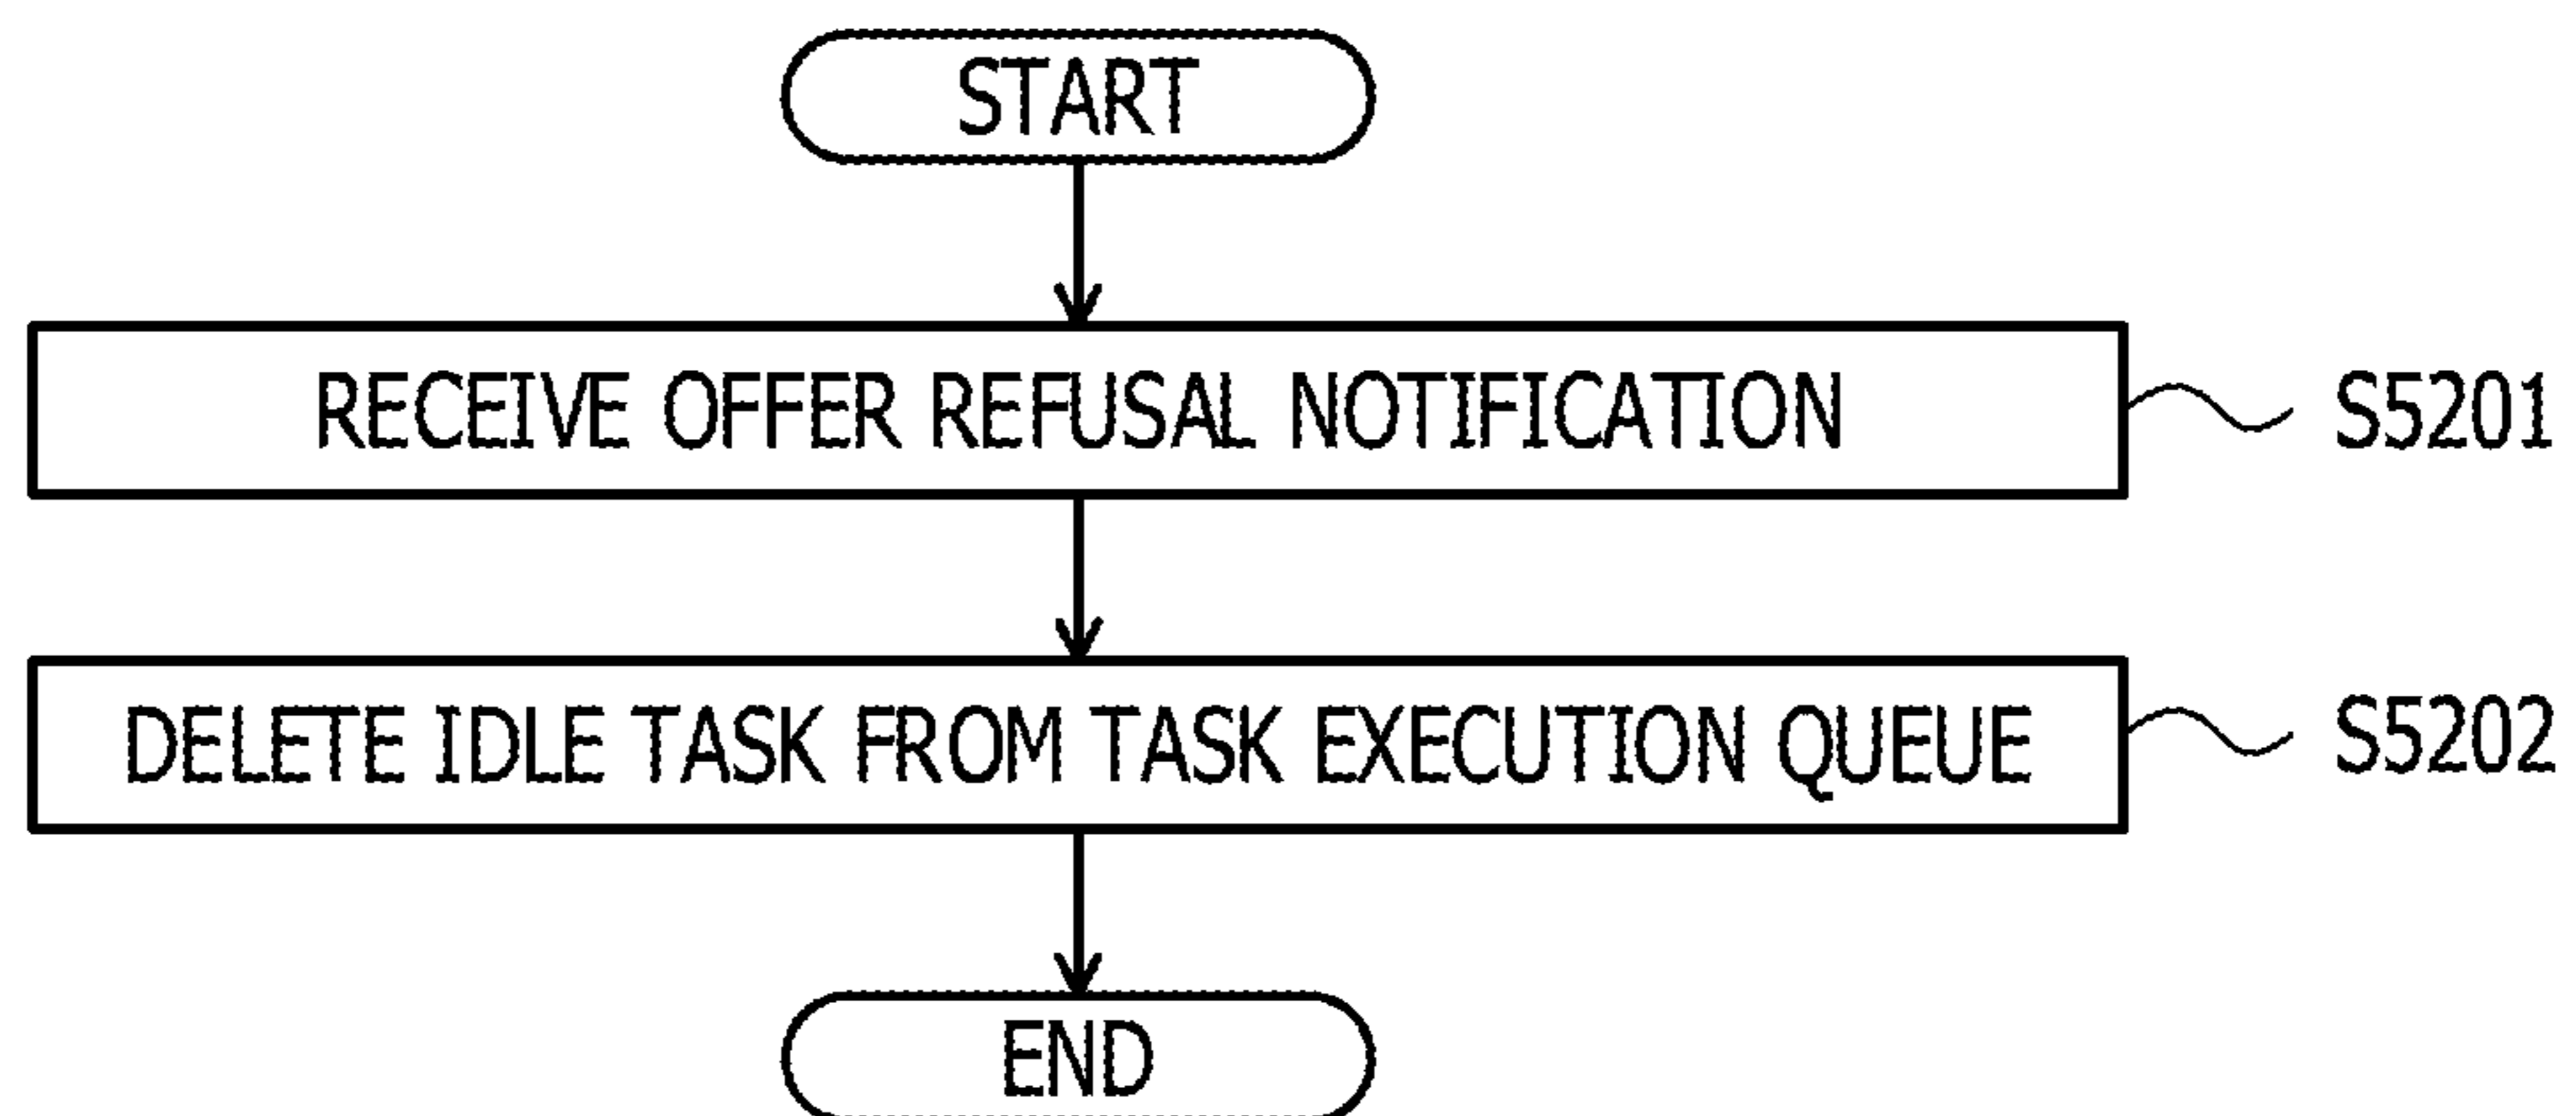 START
RECEIVE OFFER REFUSAL NOTIFICATION
S5201
DELETE IDLE TASK FROM TASK EXECUTION QUEUE
S5202
END